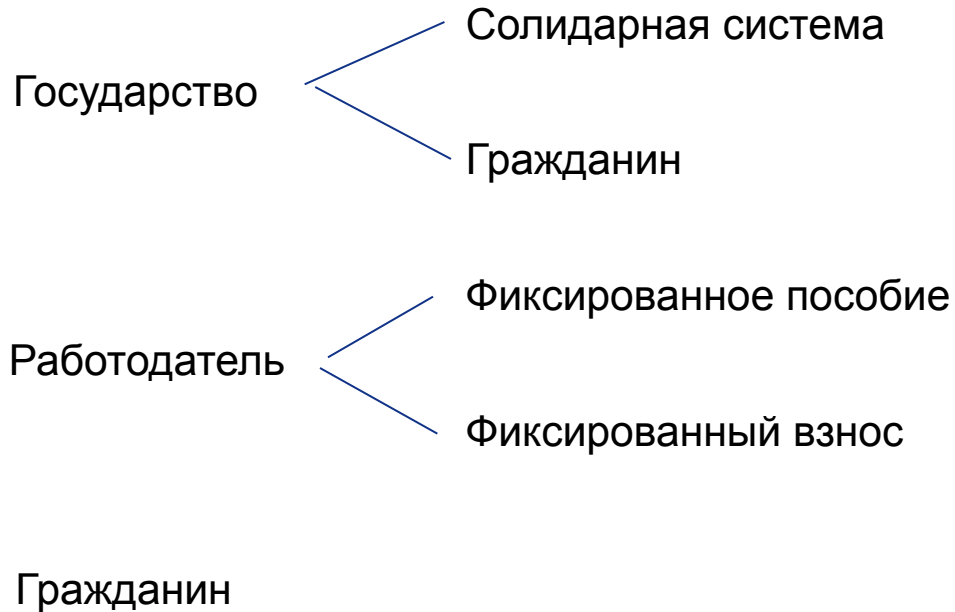 Солидарная система
Государство
Гражданин
Фиксированное пособие
Работодатель
Фиксированный взнос
Гражданин